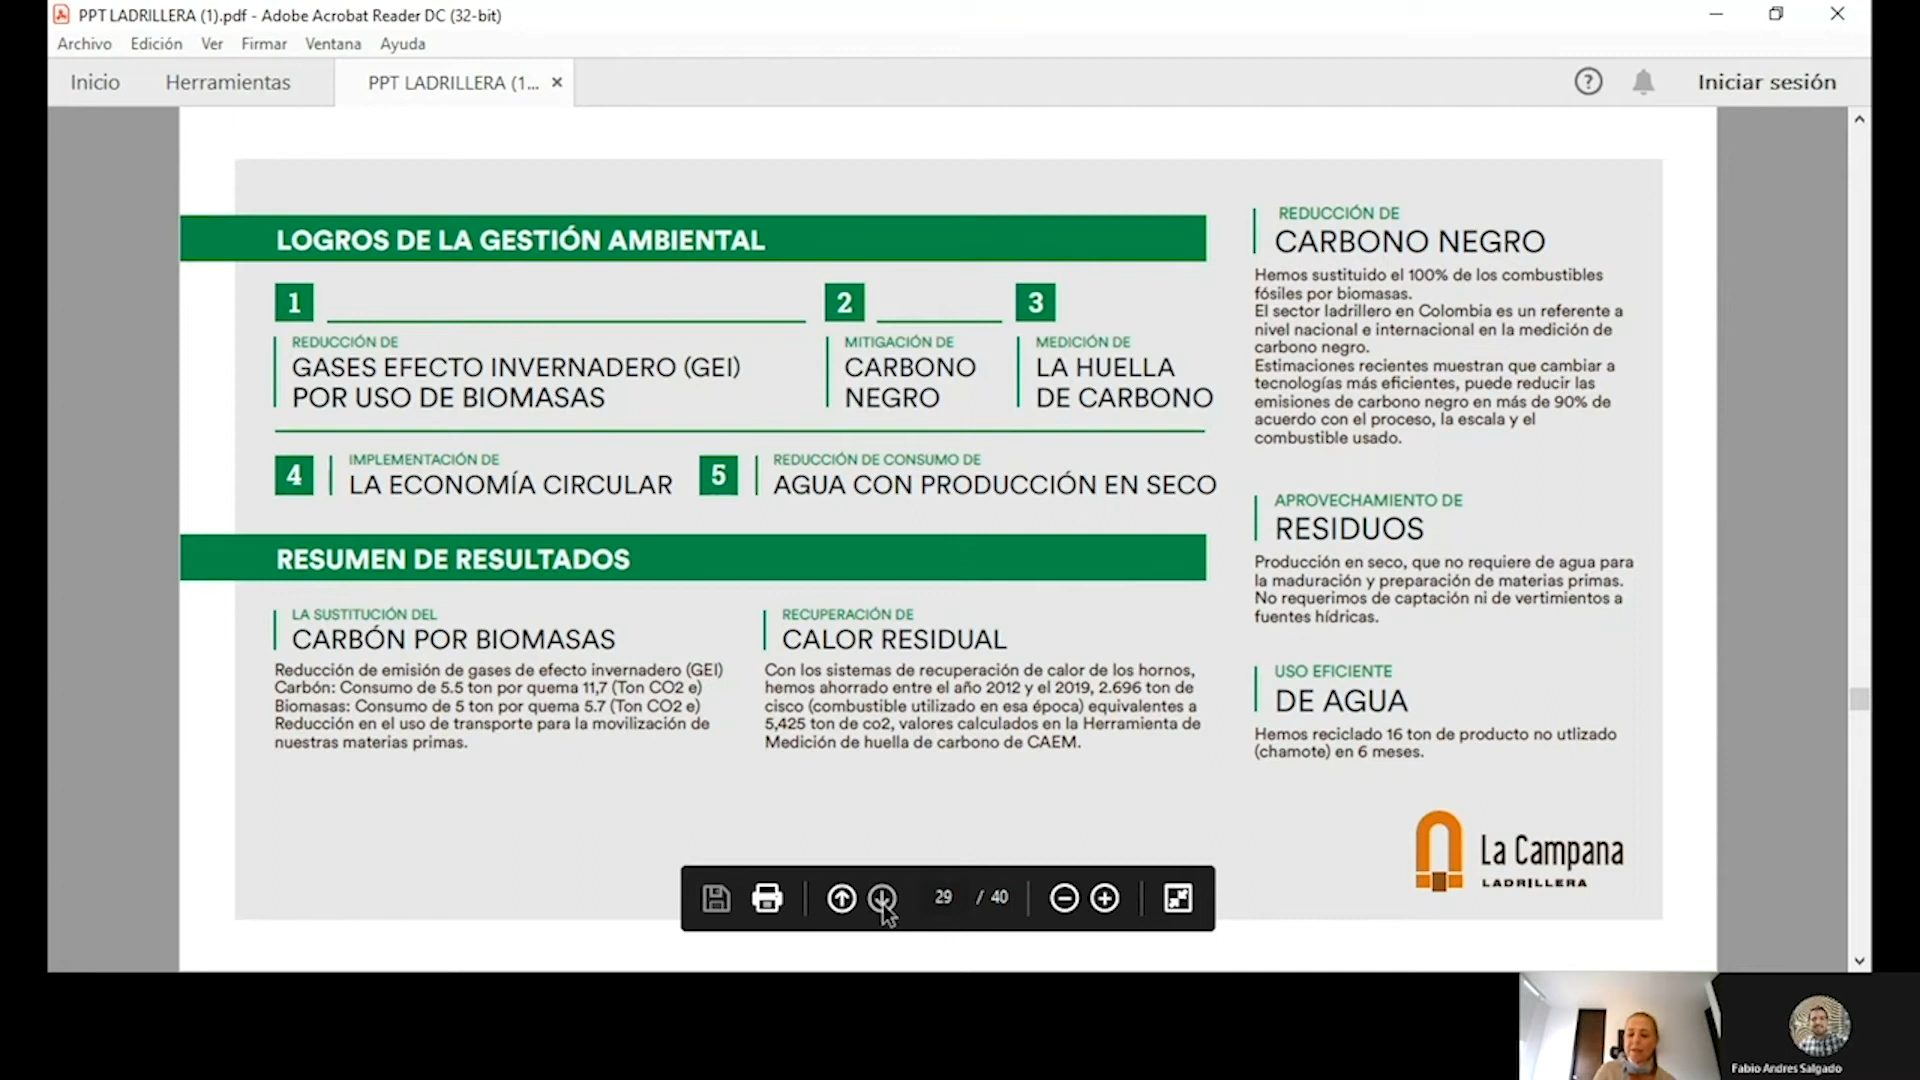 PPT LADRILLERA (1).pdf - Adobe Acrobat Reader DC (32-bit)
Archivo Edición Ver Firmar Ventana Ayuda
Inicio Herramientas PPT LADRILLERA (1... × Iniciar sesión
LOGROS DE LA GESTIÓN AMBIENTAL
1
REDUCCIÓN DE
GASES EFECTO INVERNADERO (GEI)
POR USO DE BIOMASAS
2
MITIGACIÓN DE
CARBONO
NEGRO
3
MEDICIÓN DE
LA HUELLA
DE CARBONO
4
IMPLEMENTACIÓN DE
LA ECONOMÍA CIRCULAR
5
REDUCCIÓN DE CONSUMO DE
AGUA CON PRODUCCIÓN EN SECO
RESUMEN DE RESULTADOS
LA SUSTITUCIÓN DEL
CARBÓN POR BIOMASAS
Reducción de emisión de gases de efecto invernadero (GEI)
Carbón: Consumo de 5.5 ton por quema 11,7 (Ton CO2 e)
Biomasas: Consumo de 5 ton por quema 5.7 (Ton CO2 e)
Reducción en el uso de transporte para la movilización de
nuestras materias primas.
RECUPERACIÓN DE
CALOR RESIDUAL
Con los sistemas de recuperación de calor de los hornos,
hemos ahorrado entre el año 2012 y el 2019, 2.696 ton de
cisco (combustible utilizado en esa época) equivalentes a
5,425 ton de co2, valores calculados en la Herramienta de
Medición de huella de carbono de CAEM.
REDUCCIÓN DE
CARBONO NEGRO
Hemos sustituido el 100% de los combustibles
fósiles por biomasas.
El sector ladrillero en Colombia es un referente a
nivel nacional e internacional en la medición de
carbono negro.
Estimaciones recientes muestran que cambiar a
tecnologías más eficientes, puede reducir las
emisiones de carbono negro en más de 90% de
acuerdo con el proceso, la escala y el
combustible usado.
APROVECHAMIENTO DE
RESIDUOS
Producción en seco, que no requiere de agua para
la maduración y preparación de materias primas.
No requerimos de captación ni de vertimientos a
fuentes hídricas.
USO EFICIENTE
DE AGUA
Hemos reciclado 16 ton de producto no utlizado
(chamote) en 6 meses.
La Campana
LADRILLERA
29 / 40
Fabio Andres Salgado